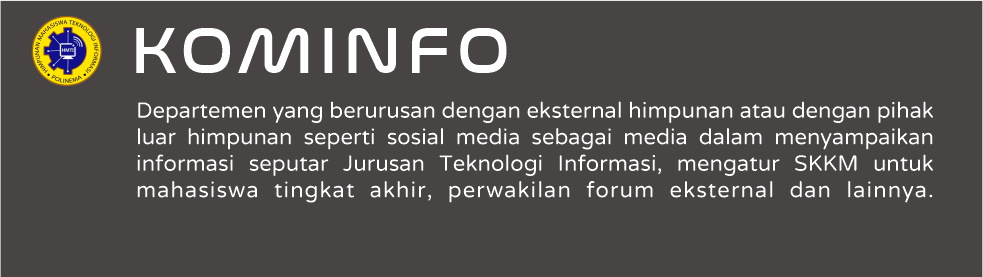 HIMPUNAN MAHASISWA TEKNOLOGI INFORMASI
HMTI
POLINEMA
KOMINFO
Departemen yang berurusan dengan eksternal himpunan atau dengan pihak
luar himpunan seperti sosial media sebagai media dalam menyampaikan
informasi seputar Jurusan Teknologi Informasi, mengatur SKKM untuk
mahasiswa tingkat akhir, perwakilan forum eksternal dan lainnya.